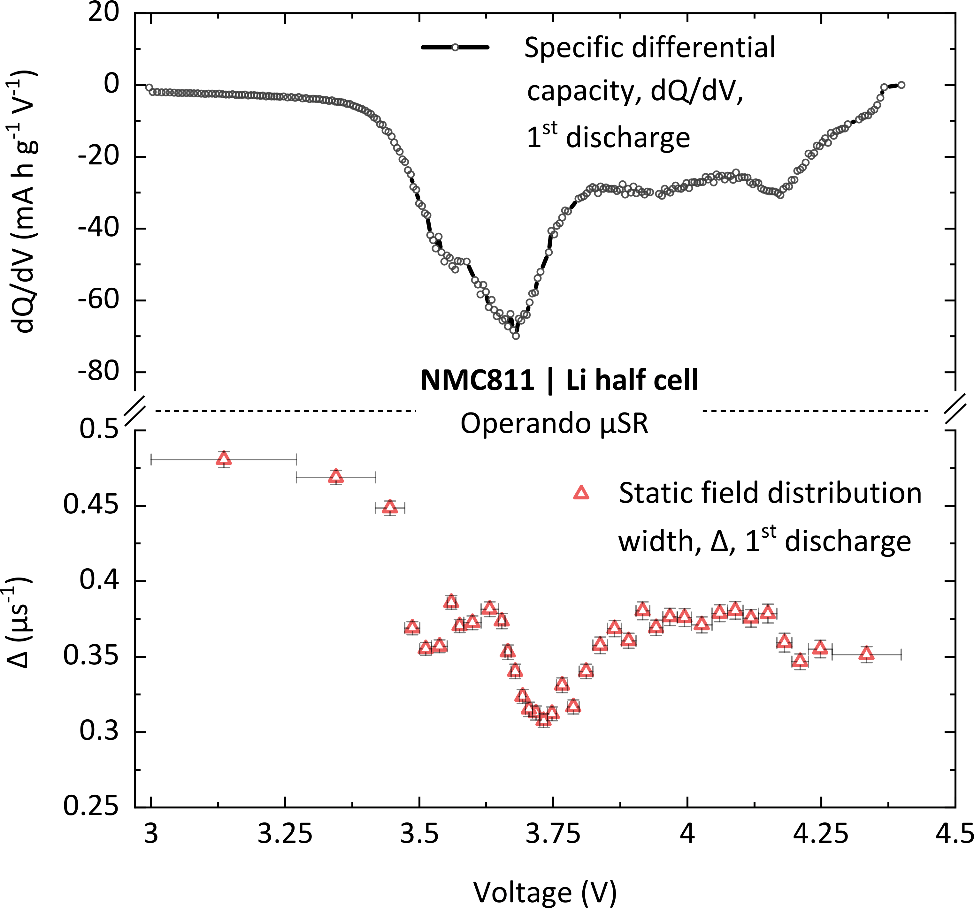 20
0
-20
-40
-60
-80
dQ/dV (mA h g-1 V-1)
Specific differential
capacity, dQ/dV,
1st discharge
NMC811 | Li half cell
Operando μSR
0.5
0.45
0.4
0.35
0.3
0.25
Δ (μs-1)
Static field distribution
width, Δ, 1st discharge
3
3.25
3.5
3.75
4
4.25
4.5
Voltage (V)